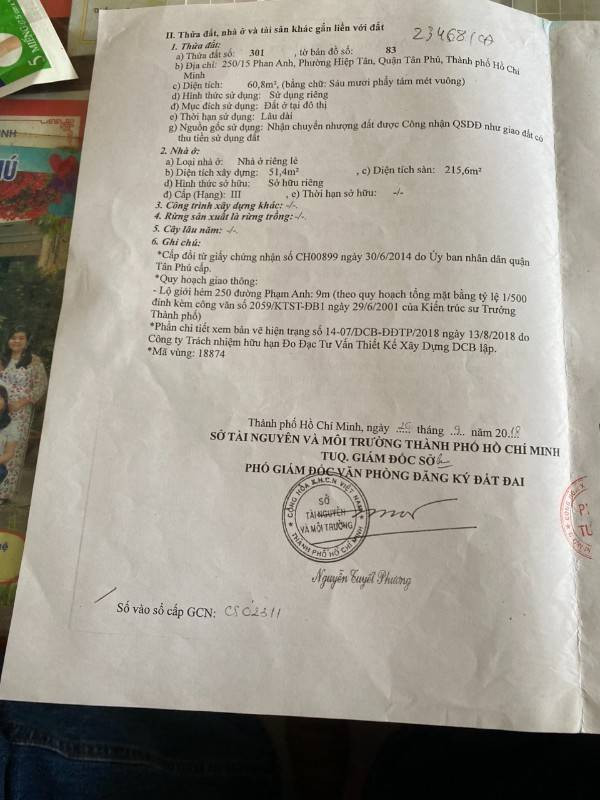 23468/CA
II. Thửa đất, nhà ở và tài sản khác gắn liền với đất
1. Thửa đất:
a) Thửa đất số: 301 , tờ bản đồ số: 83
b) Địa chỉ: 250/15 Phan Anh, Phường Hiệp Tân, Quận Tân Phú, Thành phố Hồ Chí
Minh
c) Diện tích: 60,8m², (bằng chữ: Sáu mươi phẩy tám mét vuông)
d) Hình thức sử dụng: Sử dụng riêng
đ) Mục đích sử dụng: Đất ở tại đô thị
e) Thời hạn sử dụng: Lâu dài
g) Nguồn gốc sử dụng: Nhận chuyển nhượng đất được Công nhận QSDĐ như giao đất có
thu tiền sử dụng đất
2. Nhà ở:
a) Loại nhà ở: Nhà ở riêng lẻ
b) Diện tích xây dựng: 51,4m² , c) Diện tích sàn: 215,6m²
d) Hình thức sở hữu: Sở hữu riêng
đ) Cấp (Hạng): III , e) Thời hạn sở hữu: -/-
3. Công trình xây dựng khác: -/-.
4. Rừng sản xuất là rừng trồng: -/-.
5. Cây lâu năm: -/-.
6. Ghi chú:
*Cấp đổi từ giấy chứng nhận số CH00899 ngày 30/6/2014 do Ủy ban nhân dân quận
Tân Phú cấp.
*Quy hoạch giao thông:
- Lộ giới hẻm 250 đường Phạm Anh: 9m (theo quy hoạch tổng mặt bằng tỷ lệ 1/500
đính kèm công văn số 2059/KTST-ĐB1 ngày 29/6/2001 của Kiến trúc sư Trưởng
Thành phố)
*Phần chi tiết xem bản vẽ hiện trạng số 14-07/DCB-ĐĐTP/2018 ngày 13/8/2018 do
Công ty Trách nhiệm hữu hạn Đo Đạc Tư Vấn Thiết Kế Xây Dựng DCB lập.
*Mã vùng: 18874
Thành phố Hồ Chí Minh, ngày tháng 9 năm 2018
SỞ TÀI NGUYÊN VÀ MÔI TRƯỜNG THÀNH PHỐ HỒ CHÍ MINH
TUQ. GIÁM ĐỐC SỞ
PHÓ GIÁM ĐỐC VĂN PHÒNG ĐĂNG KÝ ĐẤT ĐAI
CỘNG HÒA X.H.C.N VIỆT NAM
SỞ
TÀI NGUYÊN
VÀ MÔI TRƯỜNG
THÀNH PHỐ HỒ CHÍ MINH
Nguyễn Tuyết Phương
Số vào sổ cấp GCN: CS02311